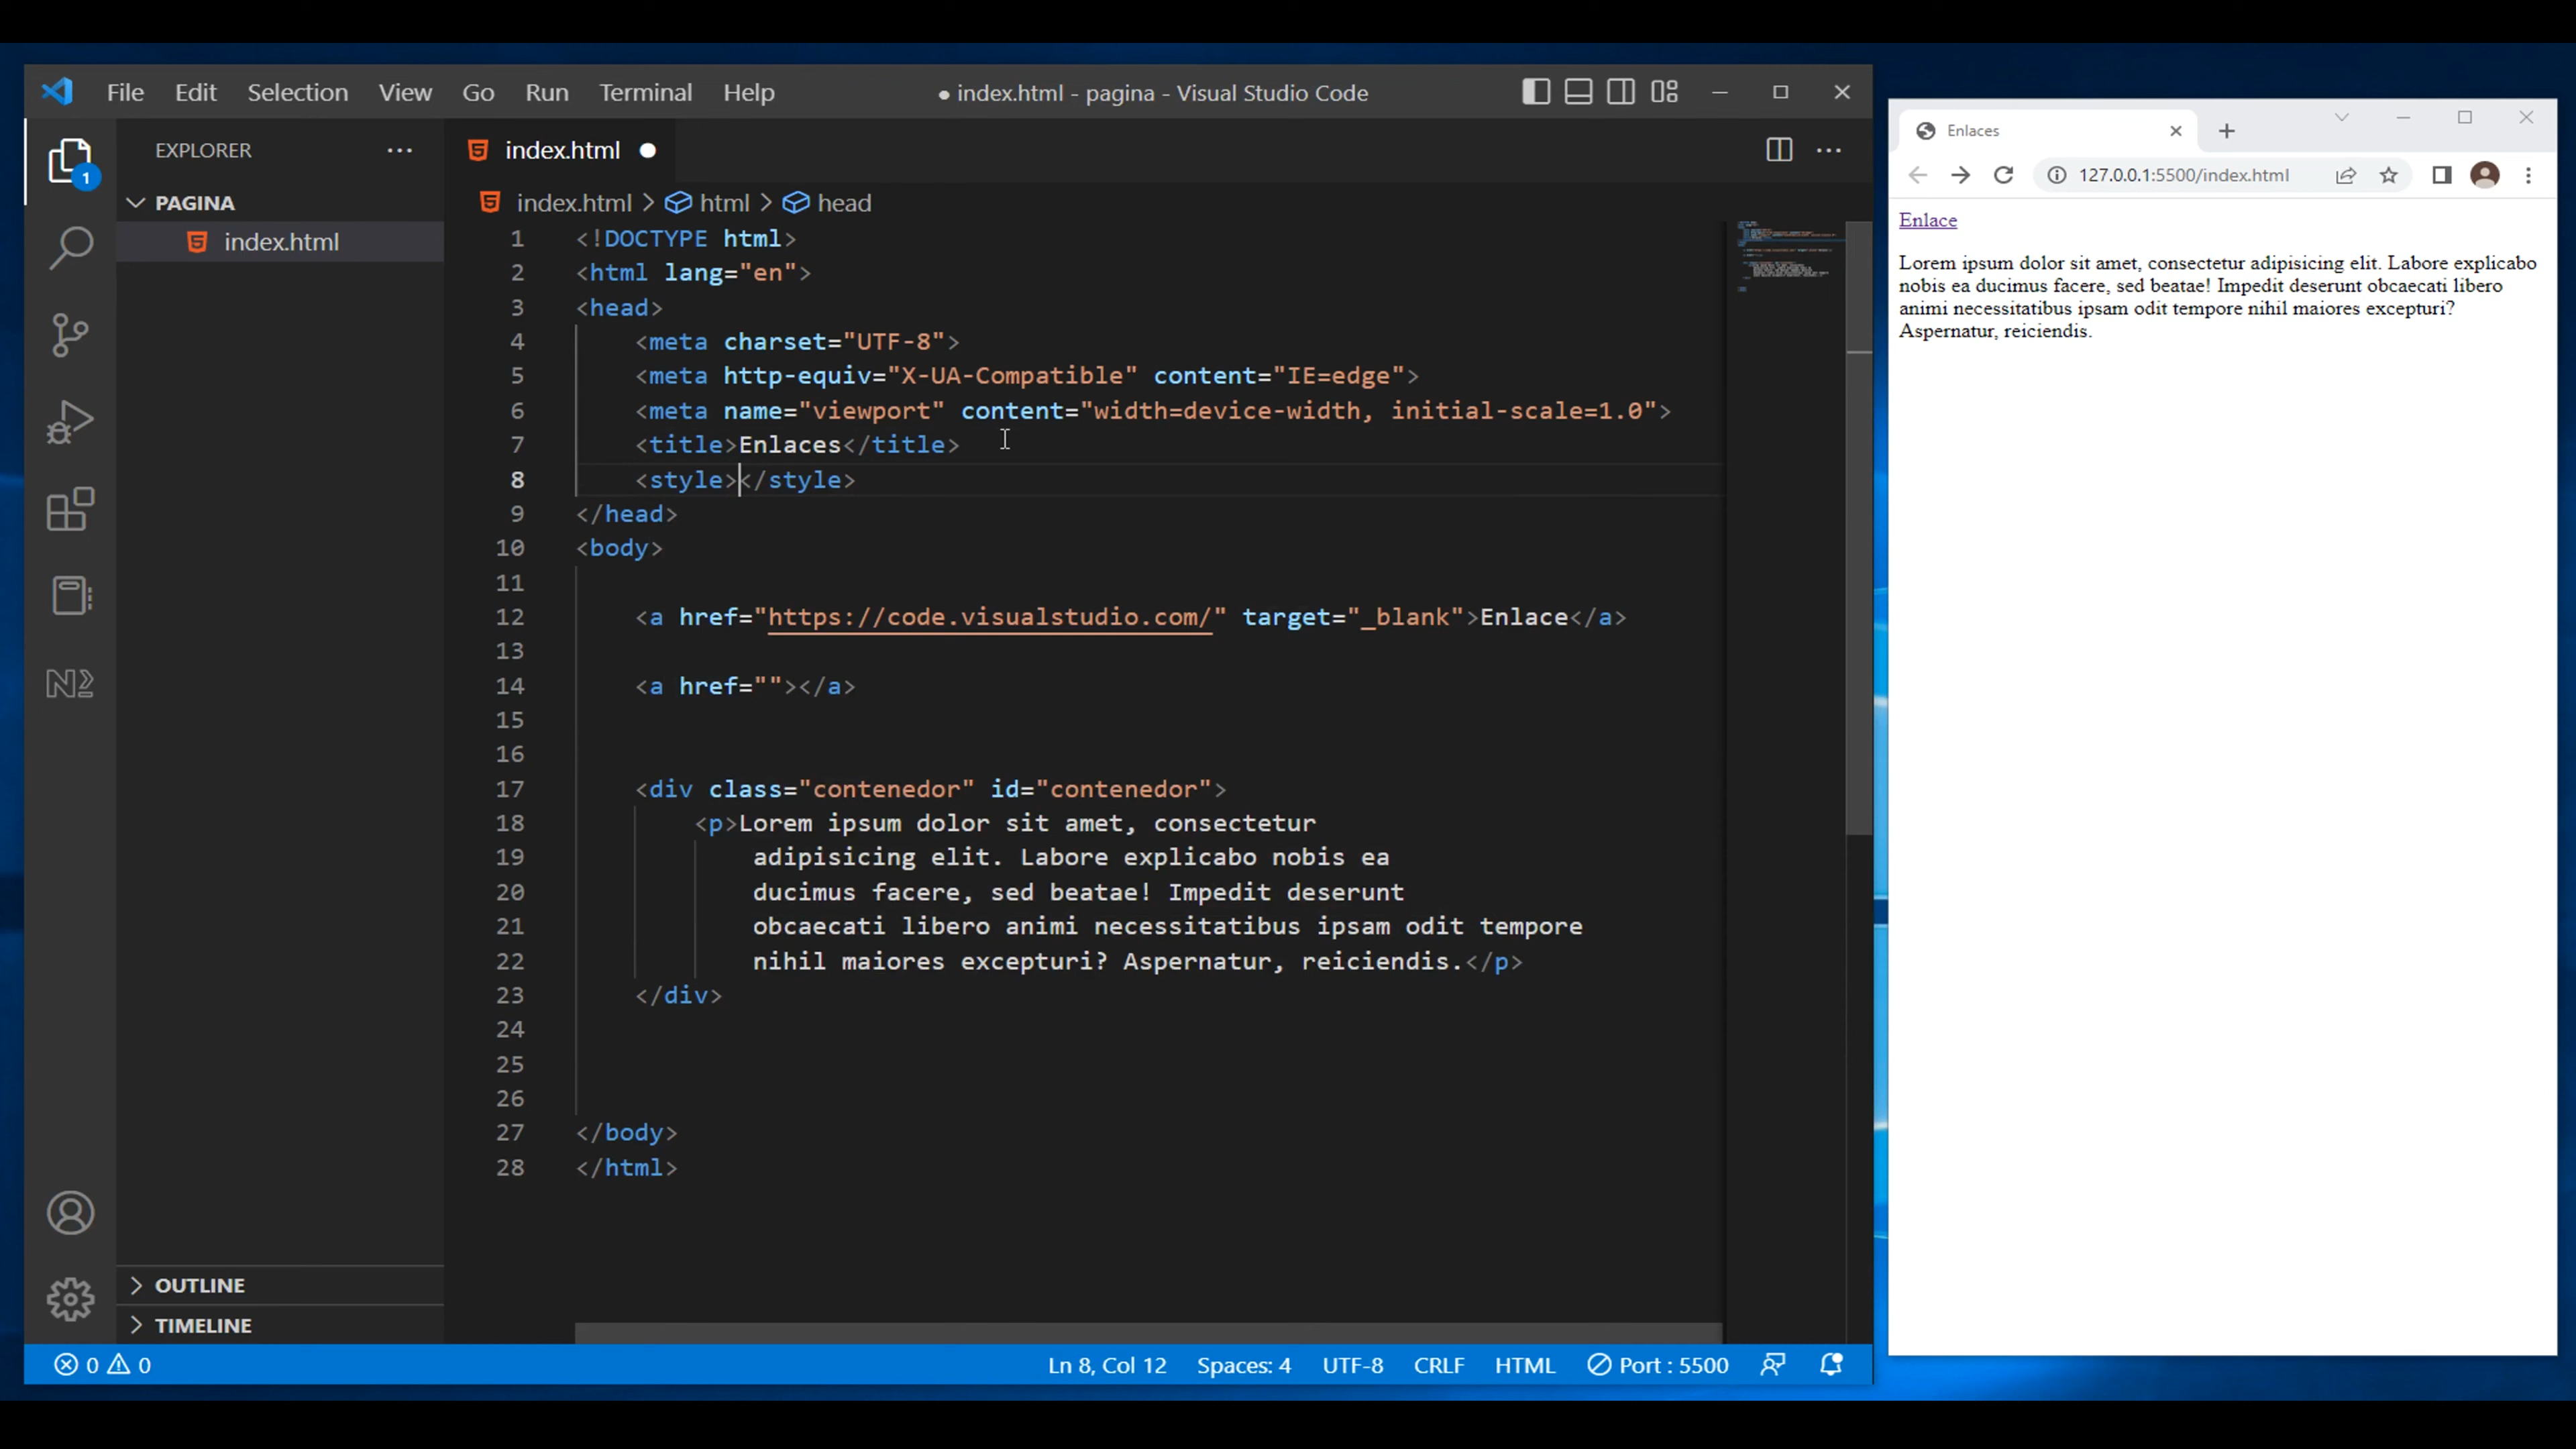 File Edit Selection View Go Run Terminal Help
● index.html - pagina - Visual Studio Code
EXPLORER
1
PAGINA
index.html
index.html ●
index.html > html > head
1 <!DOCTYPE html>
2 <html lang="en">
3 <head>
4 <meta charset="UTF-8">
5 <meta http-equiv="X-UA-Compatible" content="IE=edge">
6 <meta name="viewport" content="width=device-width, initial-scale=1.0">
7 <title>Enlaces</title>
8 <style></style>
9 </head>
10 <body>
11
12 <a href="https://code.visualstudio.com/" target="_blank">Enlace</a>
13
14 <a href=""></a>
15
16
17 <div class="contenedor" id="contenedor">
18 <p>Lorem ipsum dolor sit amet, consectetur
19 adipisicing elit. Labore explicabo nobis ea
20 ducimus facere, sed beatae! Impedit deserunt
21 obcaecati libero animi necessitatibus ipsam odit tempore
22 nihil maiores excepturi? Aspernatur, reiciendis.</p>
23 </div>
24
25
26
27 </body>
28 </html>
OUTLINE
TIMELINE
0 0
Ln 8, Col 12 Spaces: 4 UTF-8 CRLF HTML Port : 5500
Enlaces
127.0.0.1:5500/index.html
Enlace
Lorem ipsum dolor sit amet, consectetur adipisicing elit. Labore explicabo
nobis ea ducimus facere, sed beatae! Impedit deserunt obcaecati libero
animi necessitatibus ipsam odit tempore nihil maiores excepturi?
Aspernatur, reiciendis.